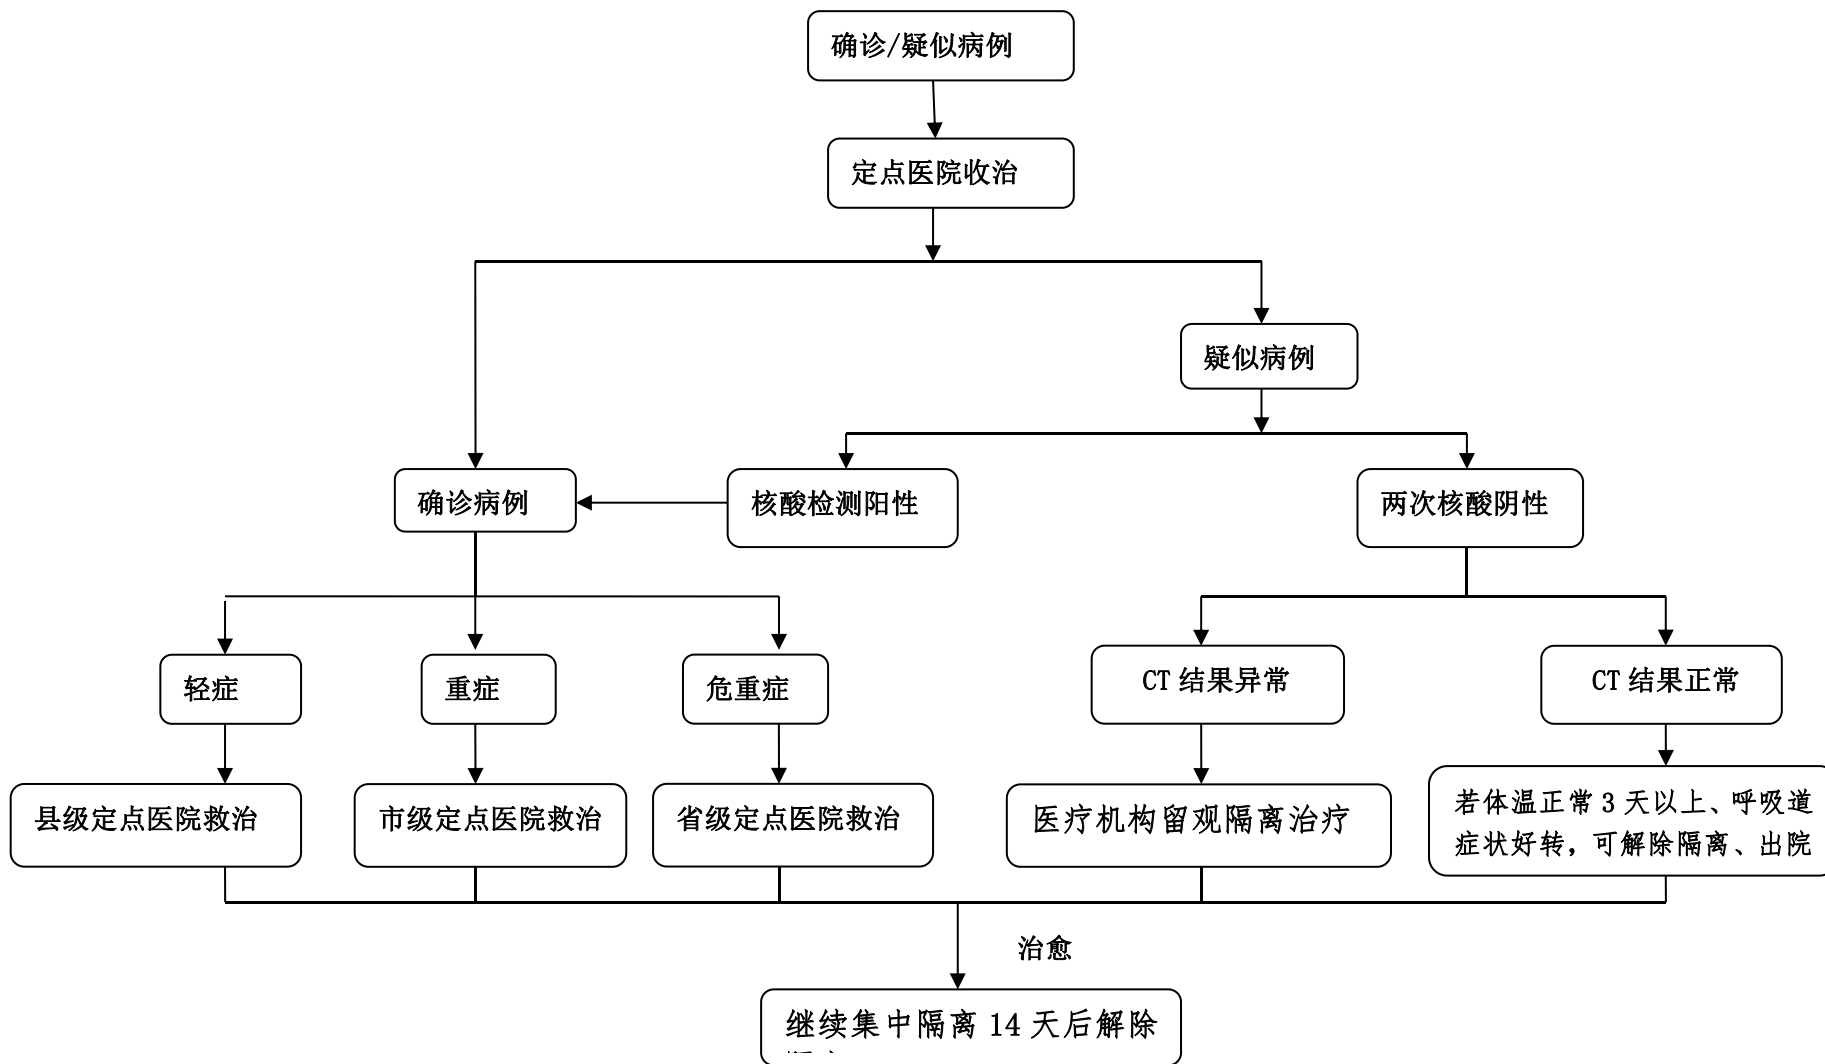 确诊/疑似病例
定点医院收治
疑似病例
确诊病例
核酸检测阳性
两次核酸阴性
轻症
重症
危重症
CT 结果异常
CT 结果正常
县级定点医院救治
市级定点医院救治
省级定点医院救治
医疗机构留观隔离治疗
若体温正常 3 天以上、呼吸道
症状好转，可解除隔离、出院
治愈
继续集中隔离 14 天后解除